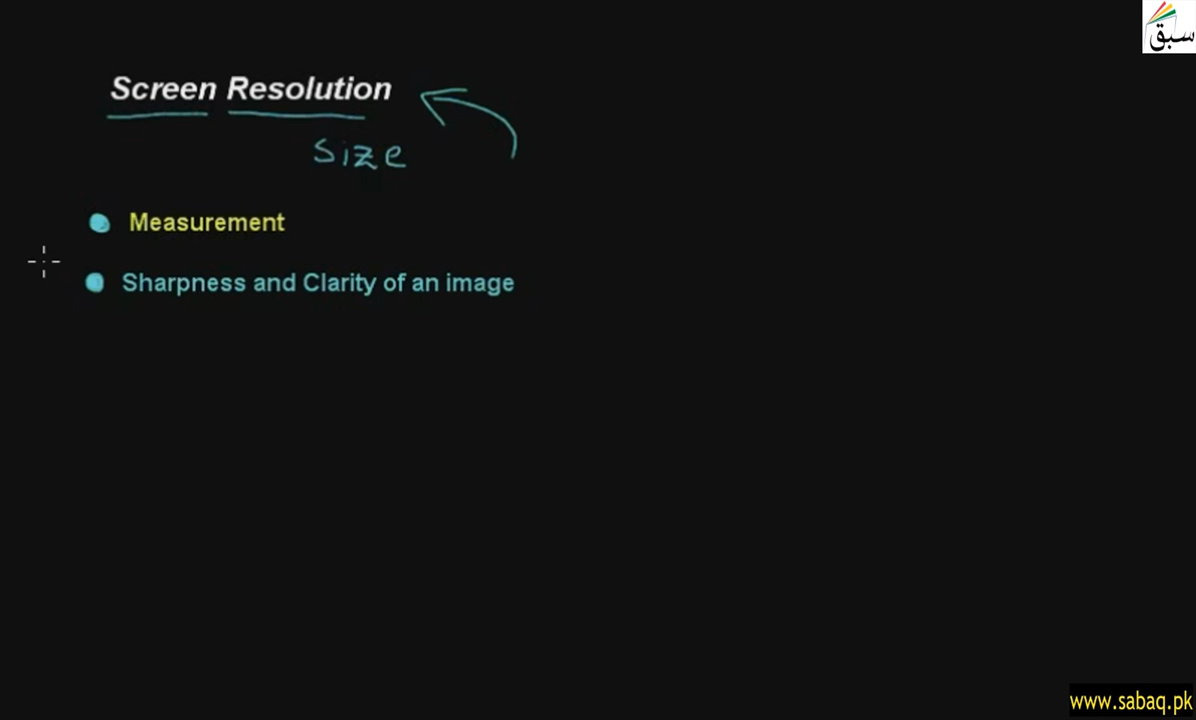 سبق
Screen Resolution
Size
Measurement
Sharpness and Clarity of an image
www.sabaq.pk